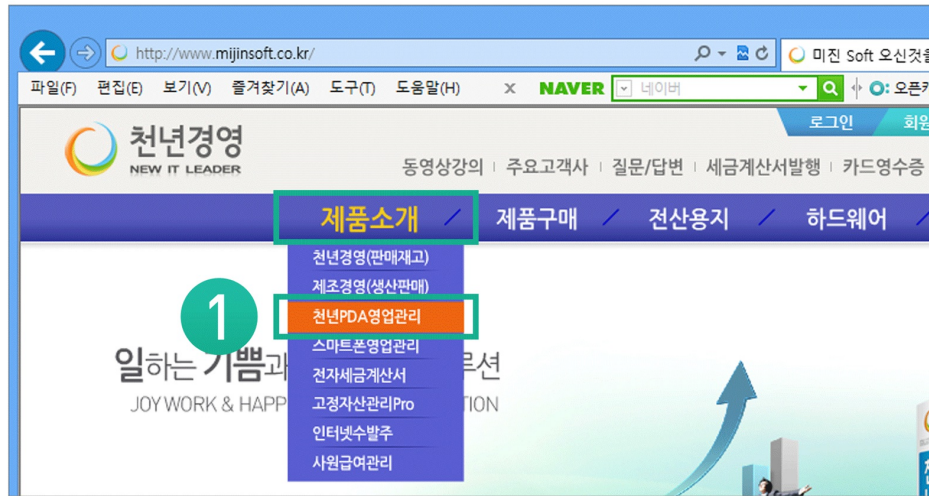 http://www.mijinsoft.co.kr/
미진 Soft 오신것을
파일(F) 편집(E) 보기(V) 즐겨찾기(A) 도구(T) 도움말(H) x NAVER 네이버
로그인
천년경영
NEW IT LEADER
동영상강의 주요고객사 질문/답변 세금계산서발행 카드영수증
제품소개 / 제품구매 / 전산용지 / 하드웨어 /
천년경영(판매재고)
제조경영(생산판매)
1
천년PDA영업관리
스마트폰영업관리
일하는 기쁨과
전자세금계산서
JOY WORK &
고정자산관리Pro
인터넷수발주
사원급여관리